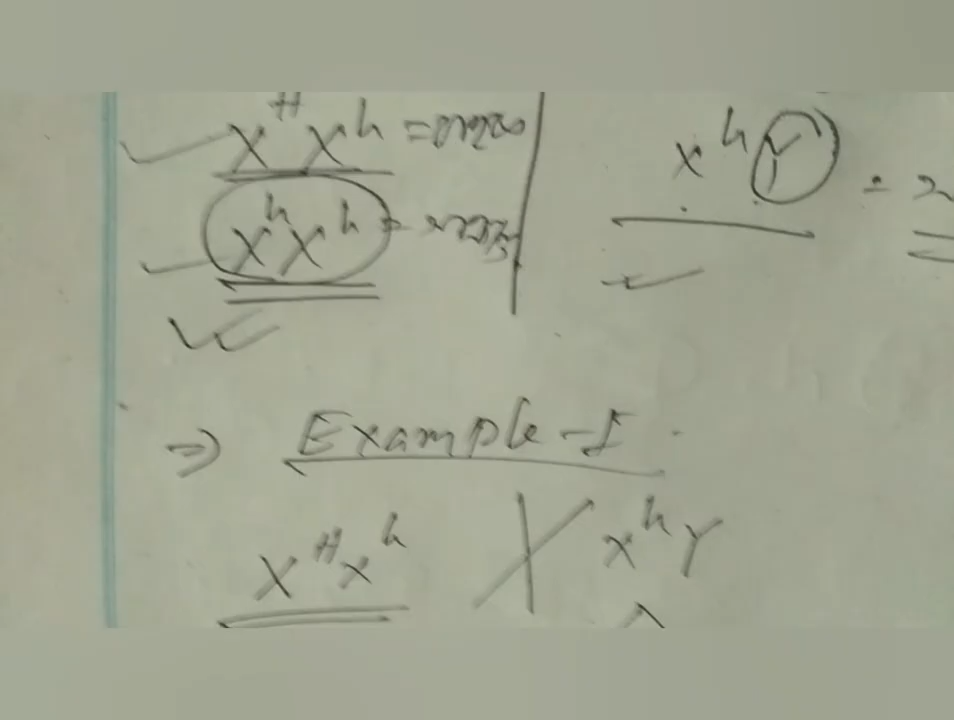 X^H X^h =
X^h X^h =
x^h Y =
⇒ Example-I
X^H x^h X x^h Y